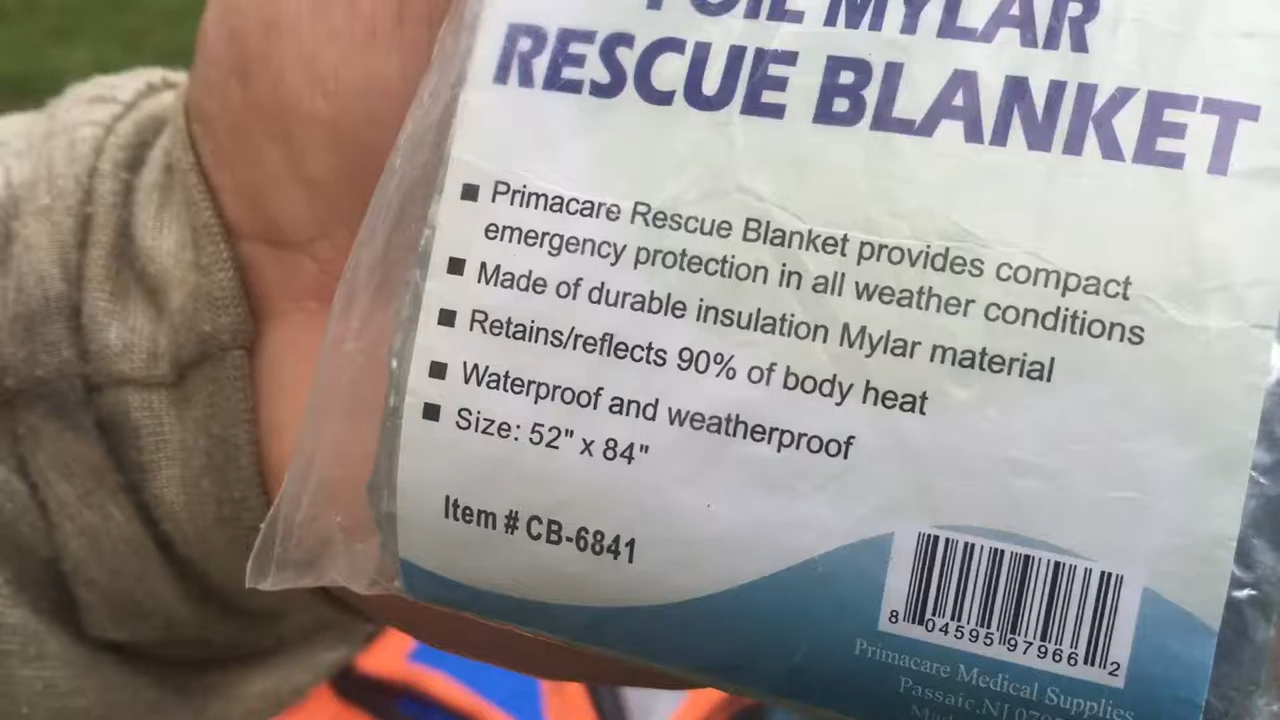 FOIL MYLAR
RESCUE BLANKET
■ Primacare Rescue Blanket provides compact
emergency protection in all weather conditions
■ Made of durable insulation Mylar material
■ Retains/reflects 90% of body heat
■ Waterproof and weatherproof
■ Size: 52" x 84"
Item # CB-6841
8 04595 97966 2
Primacare Medical Supplies
Passaic, NJ